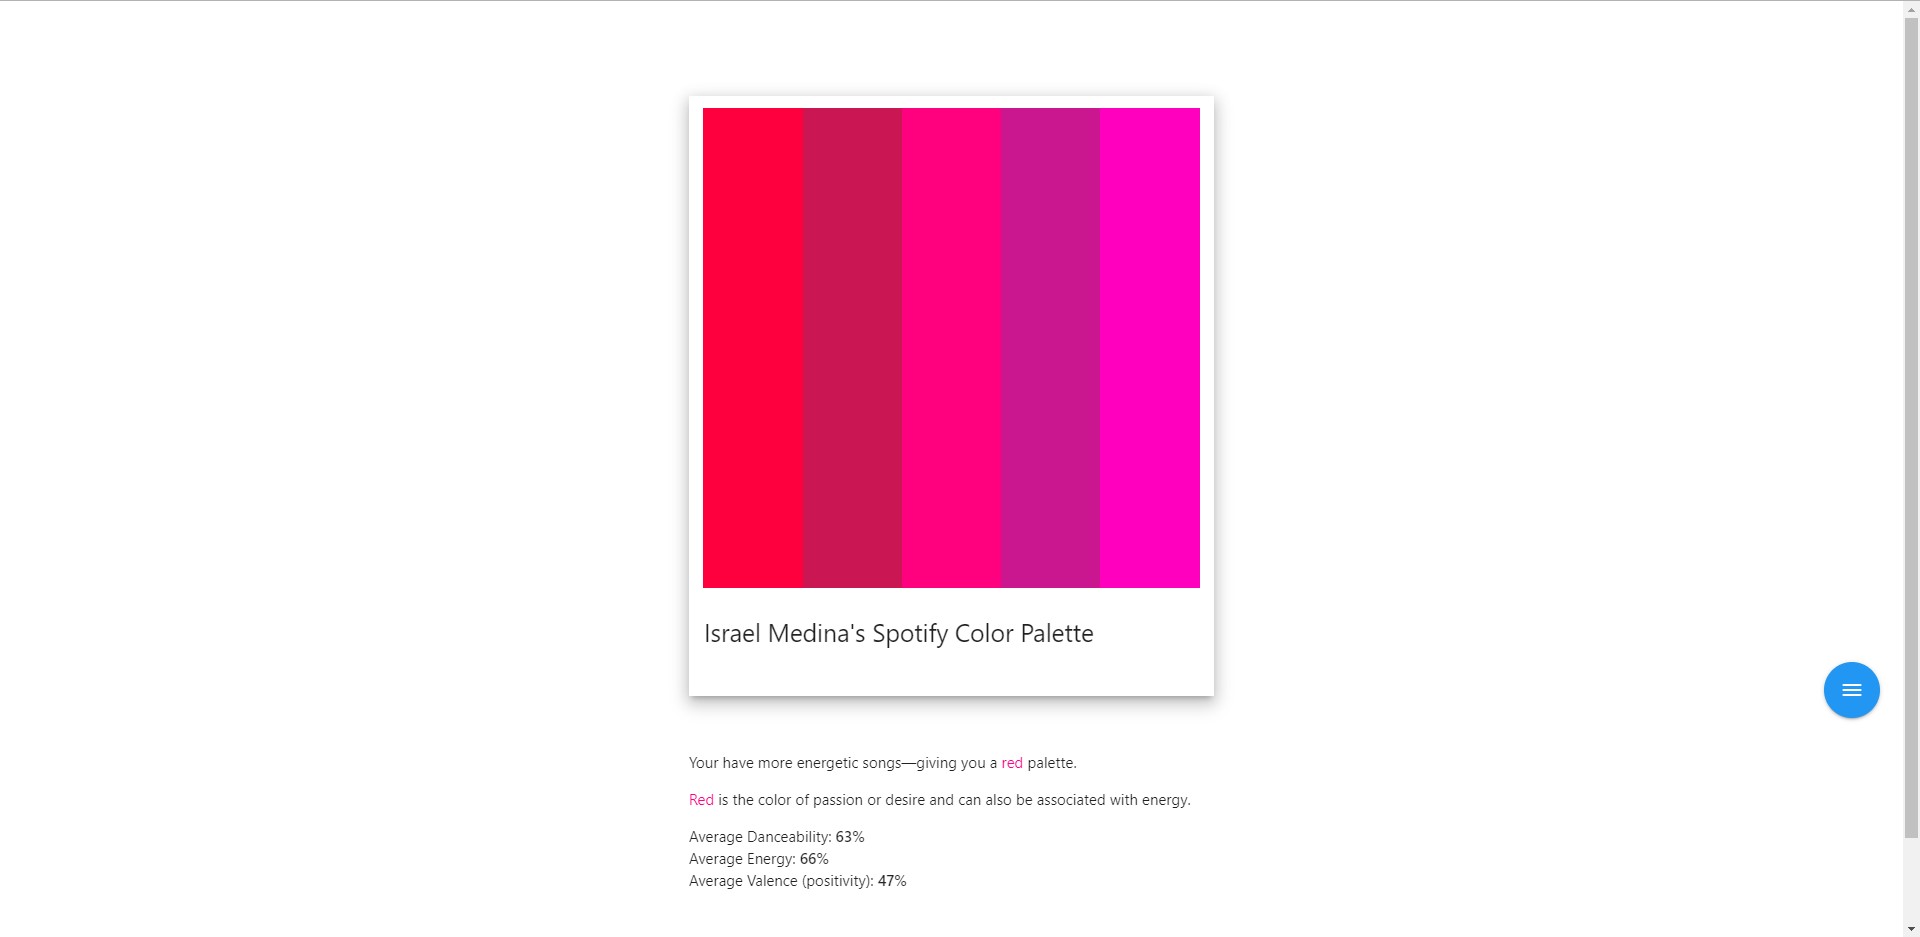 Israel Medina's Spotify Color Palette
Your have more energetic songs—giving you a red palette.
Red is the color of passion or desire and can also be associated with energy.
Average Danceability: 63%
Average Energy: 66%
Average Valence (positivity): 47%